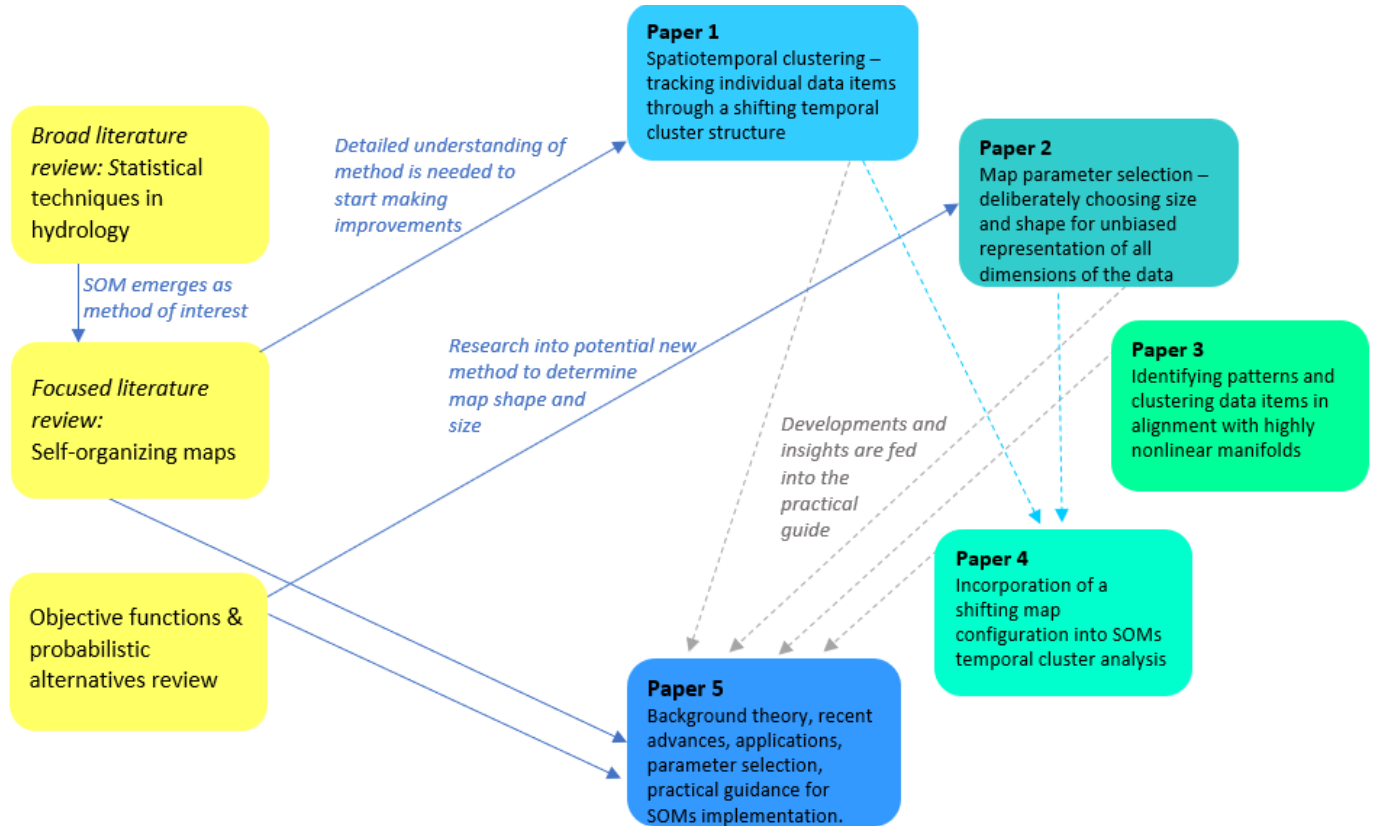 Paper 1
Spatiotemporal clustering –
tracking individual data items
through a shifting temporal
cluster structure
Broad literature
review: Statistical
techniques in
hydrology
Detailed understanding of
method is needed to
start making
improvements
Paper 2
Map parameter selection –
deliberately choosing size
and shape for unbiased
representation of all
dimensions of the data
SOM emerges as
method of interest
Focused literature
review:
Self-organizing maps
Research into potential new
method to determine
map shape and
size
Paper 3
Identifying patterns and
clustering data items in
alignment with highly
nonlinear manifolds
Developments and
insights are fed
into the
practical
guide
Paper 4
Incorporation of a
shifting map
configuration into SOMs
temporal cluster analysis
Objective functions &
probabilistic
alternatives review
Paper 5
Background theory, recent
advances, applications,
parameter selection,
practical guidance for
SOMs implementation.